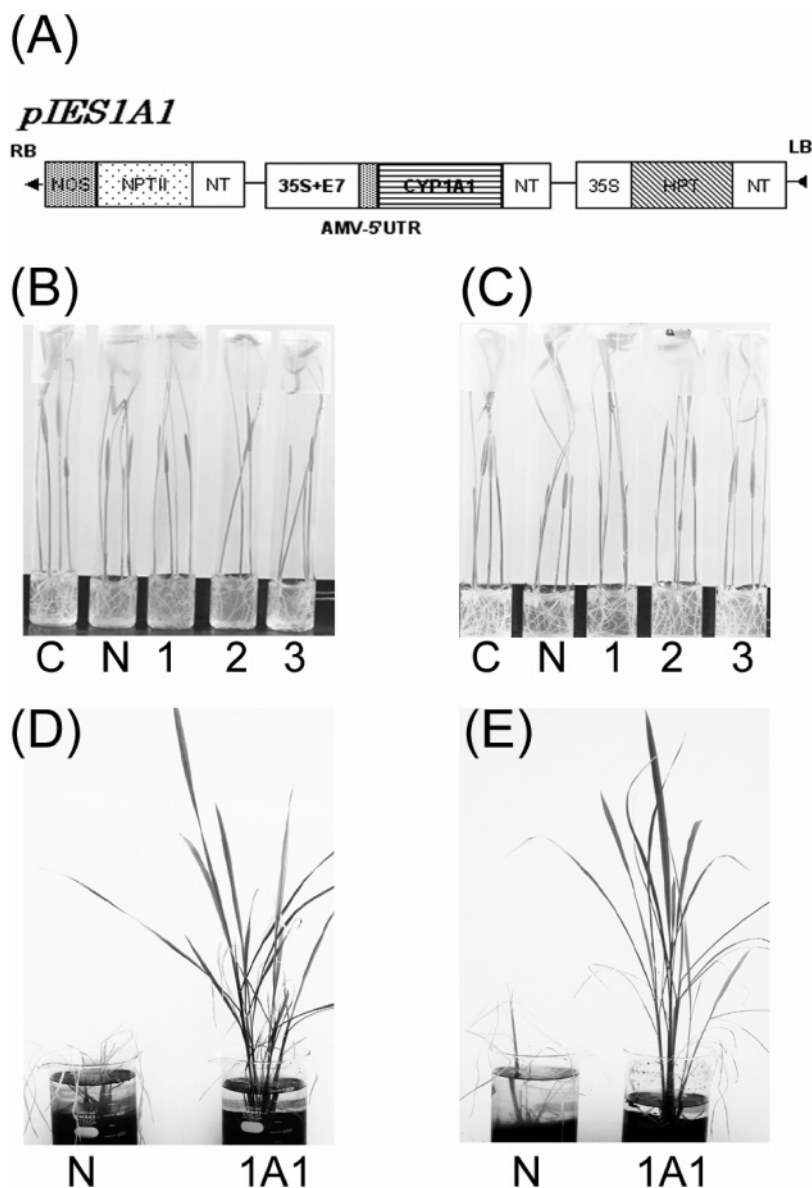 (A)
pIES1A1
RB
LB
NOS NPTII NT 35S+E7 CYP1A1 NT 35S HPT NT
AMV-5'UTR
(B)
(C)
C N 1 2 3
C N 1 2 3
(D)
(E)
N 1A1
N 1A1